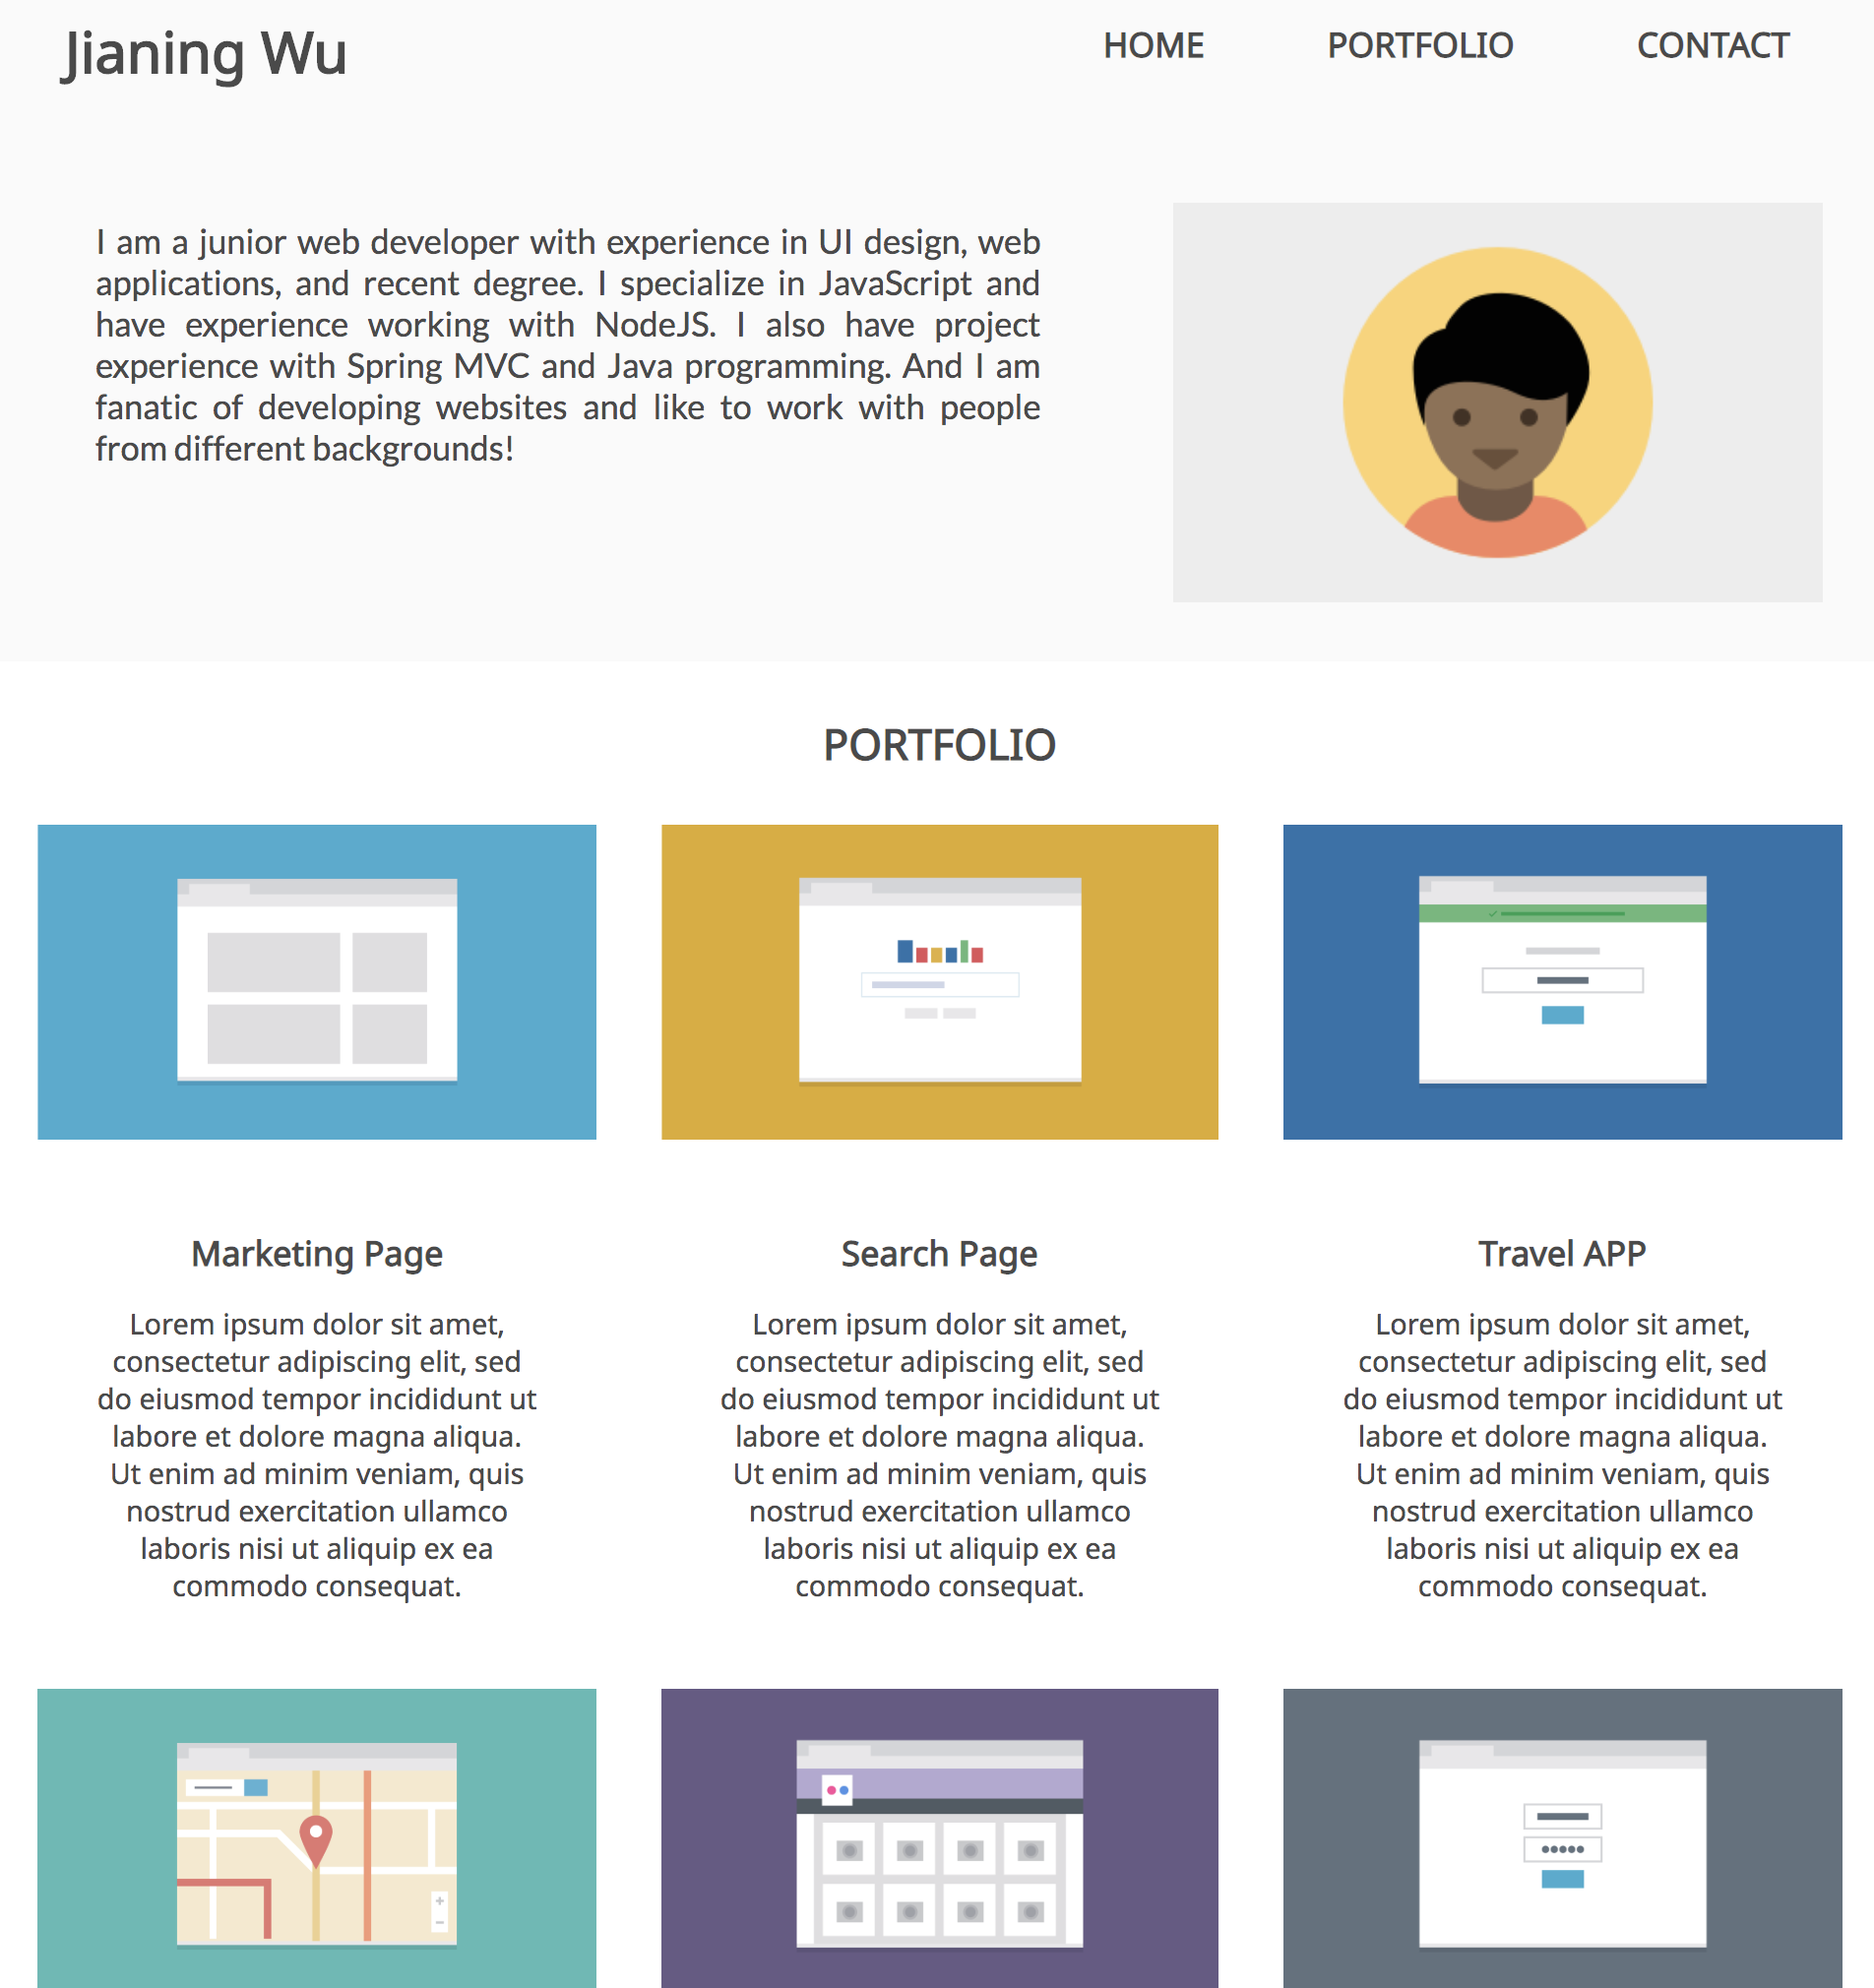 Jianing Wu
HOME PORTFOLIO CONTACT
I am a junior web developer with experience in UI design, web
applications, and recent degree. I specialize in JavaScript and
have experience working with NodeJS. I also have project
experience with Spring MVC and Java programming. And I am
fanatic of developing websites and like to work with people
from different backgrounds!
PORTFOLIO
Marketing Page
Lorem ipsum dolor sit amet,
consectetur adipiscing elit, sed
do eiusmod tempor incididunt ut
labore et dolore magna aliqua.
Ut enim ad minim veniam, quis
nostrud exercitation ullamco
laboris nisi ut aliquip ex ea
commodo consequat.
Search Page
Lorem ipsum dolor sit amet,
consectetur adipiscing elit, sed
do eiusmod tempor incididunt ut
labore et dolore magna aliqua.
Ut enim ad minim veniam, quis
nostrud exercitation ullamco
laboris nisi ut aliquip ex ea
commodo consequat.
Travel APP
Lorem ipsum dolor sit amet,
consectetur adipiscing elit, sed
do eiusmod tempor incididunt ut
labore et dolore magna aliqua.
Ut enim ad minim veniam, quis
nostrud exercitation ullamco
laboris nisi ut aliquip ex ea
commodo consequat.